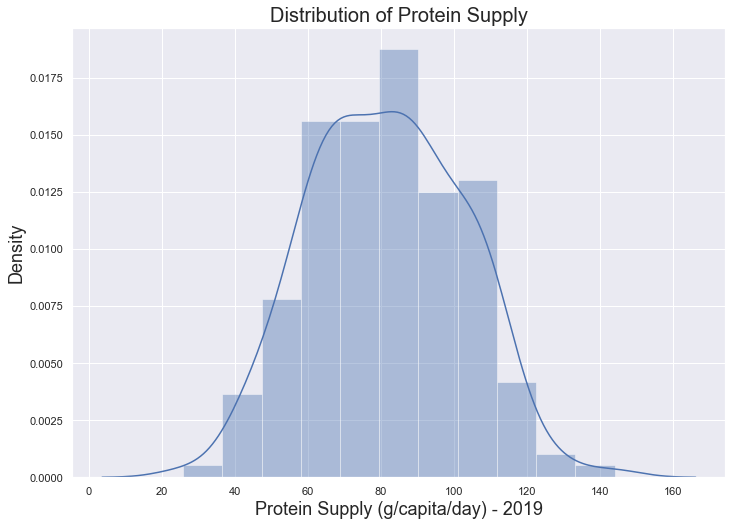 Distribution of Protein Supply
Density
0.0175
0.0150
0.0125
0.0100
0.0075
0.0050
0.0025
0.0000
0 20 40 60 80 100 120 140 160
Protein Supply (g/capita/day) - 2019